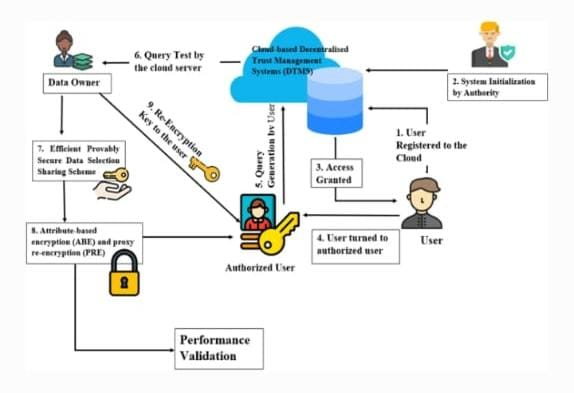 6. Query Test by
the cloud server
Cloud-based Decentralised
Trust Management
Systems (DTMS)
2. System Initialization
by Authority
Data Owner
9. Re-Encryption
Key to the user
5. Query
Generation by User
1. User
Registered to the
Cloud
7. Efficient Provably
Secure Data Selection
Sharing Scheme
3. Access
Granted
8. Attribute-based
encryption (ABE) and proxy
re-encryption (PRE)
4. User turned to
authorized user
User
Authorized User
Performance
Validation